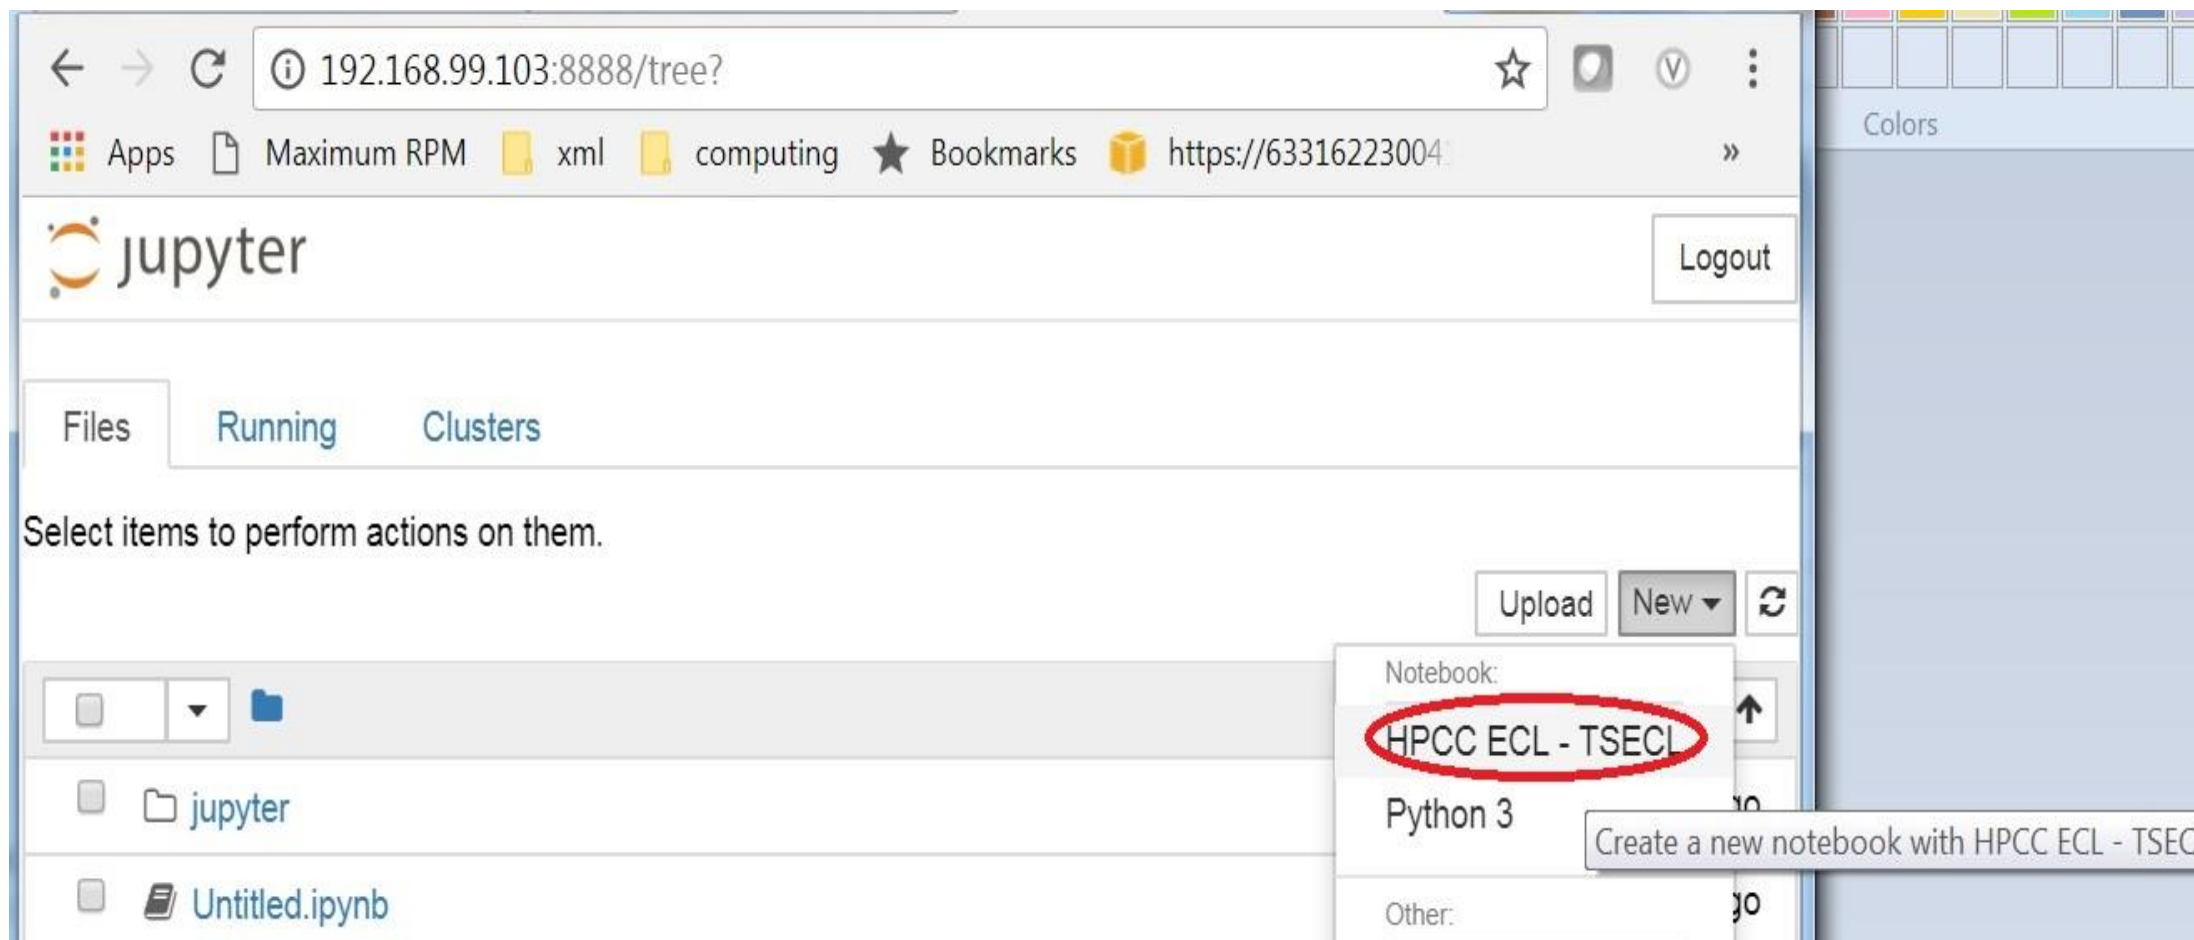 192.168.99.103:8888/tree?
Apps Maximum RPM xml computing Bookmarks https://63316223004 »
Colors
jupyter
Logout
Files Running Clusters
Select items to perform actions on them.
Upload New
Notebook:
HPCC ECL - TSECL
jupyter
Python 3
go
Create a new notebook with HPCC ECL - TSEC
Untitled.ipynb
go
Other: